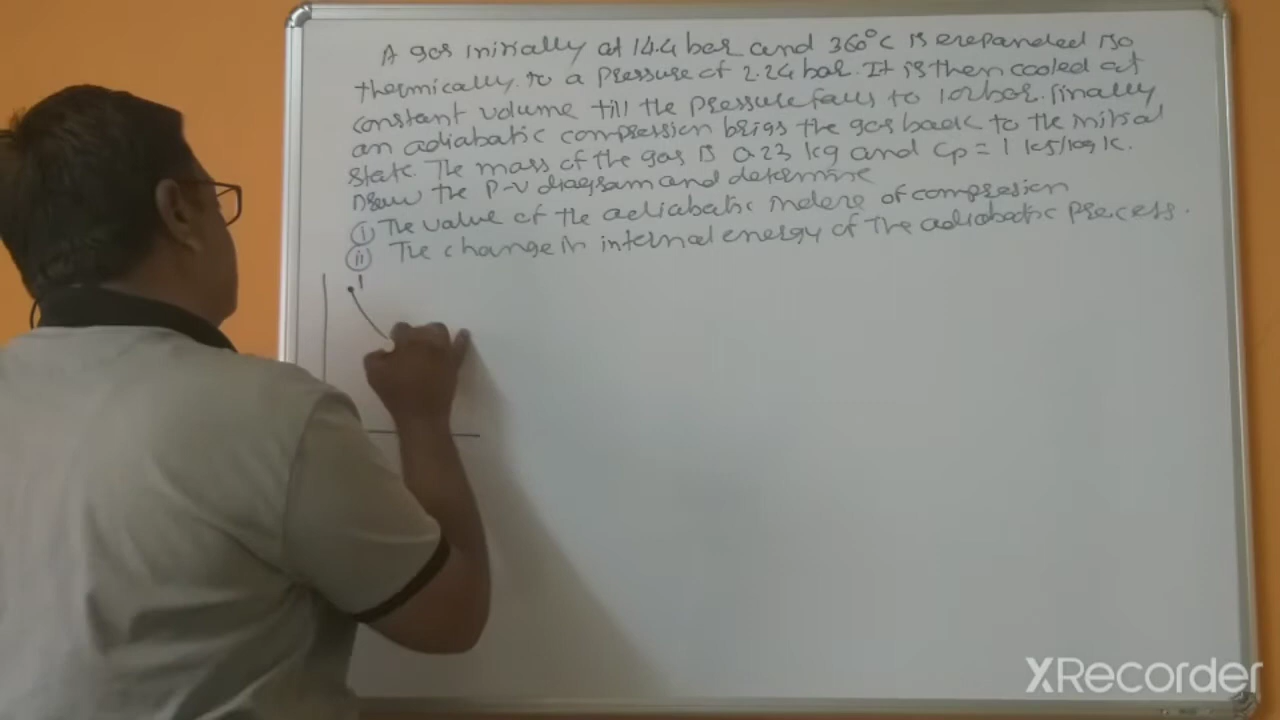 A gas initially at 14.4 bar and 360°C is expanded iso
thermically to a pressure of 2.24 bar. It is then cooled at
constant volume till the pressure falls to 1.02 bar. Finally
an adiabatic compression brigs the gas back to the initial
state. The mass of the gas is 0.23 kg and Cp = 1 kJ/kg K.
Draw the P-V diagram and determine
(i) The value of the adiabatic indexe of compresion
(ii) The change in internal energy of the adiabatic process.
1
XRecorder